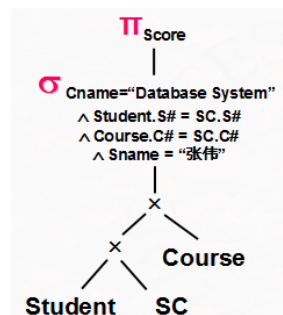 Π Score
σ Cname=“Database System”
∧ Student.S# = SC.S#
∧ Course.C# = SC.C#
∧ Sname = “张伟”
×
×
Course
Student SC